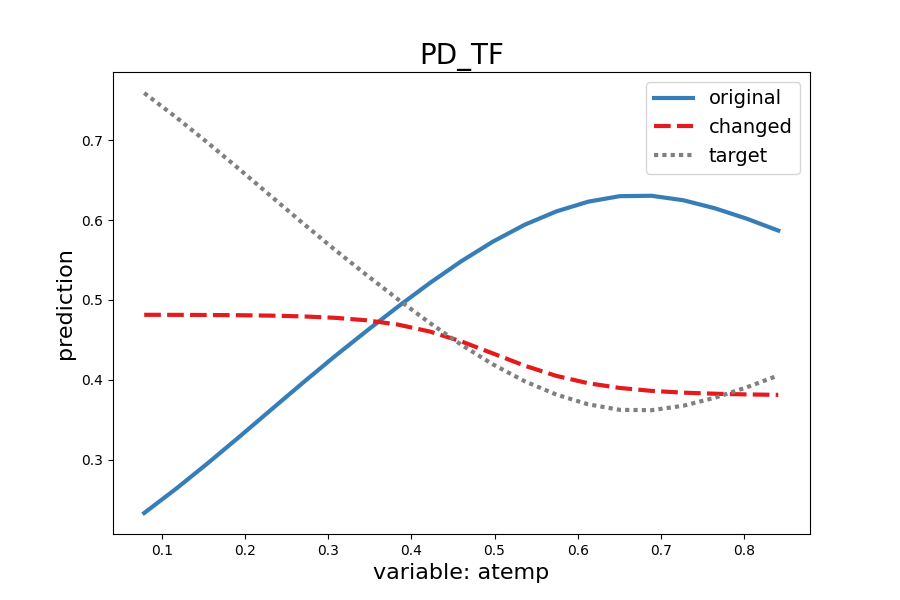 PD_TF
original
changed
target
prediction
0.7
0.6
0.5
0.4
0.3
0.1 0.2 0.3 0.4 0.5 0.6 0.7 0.8
variable: atemp